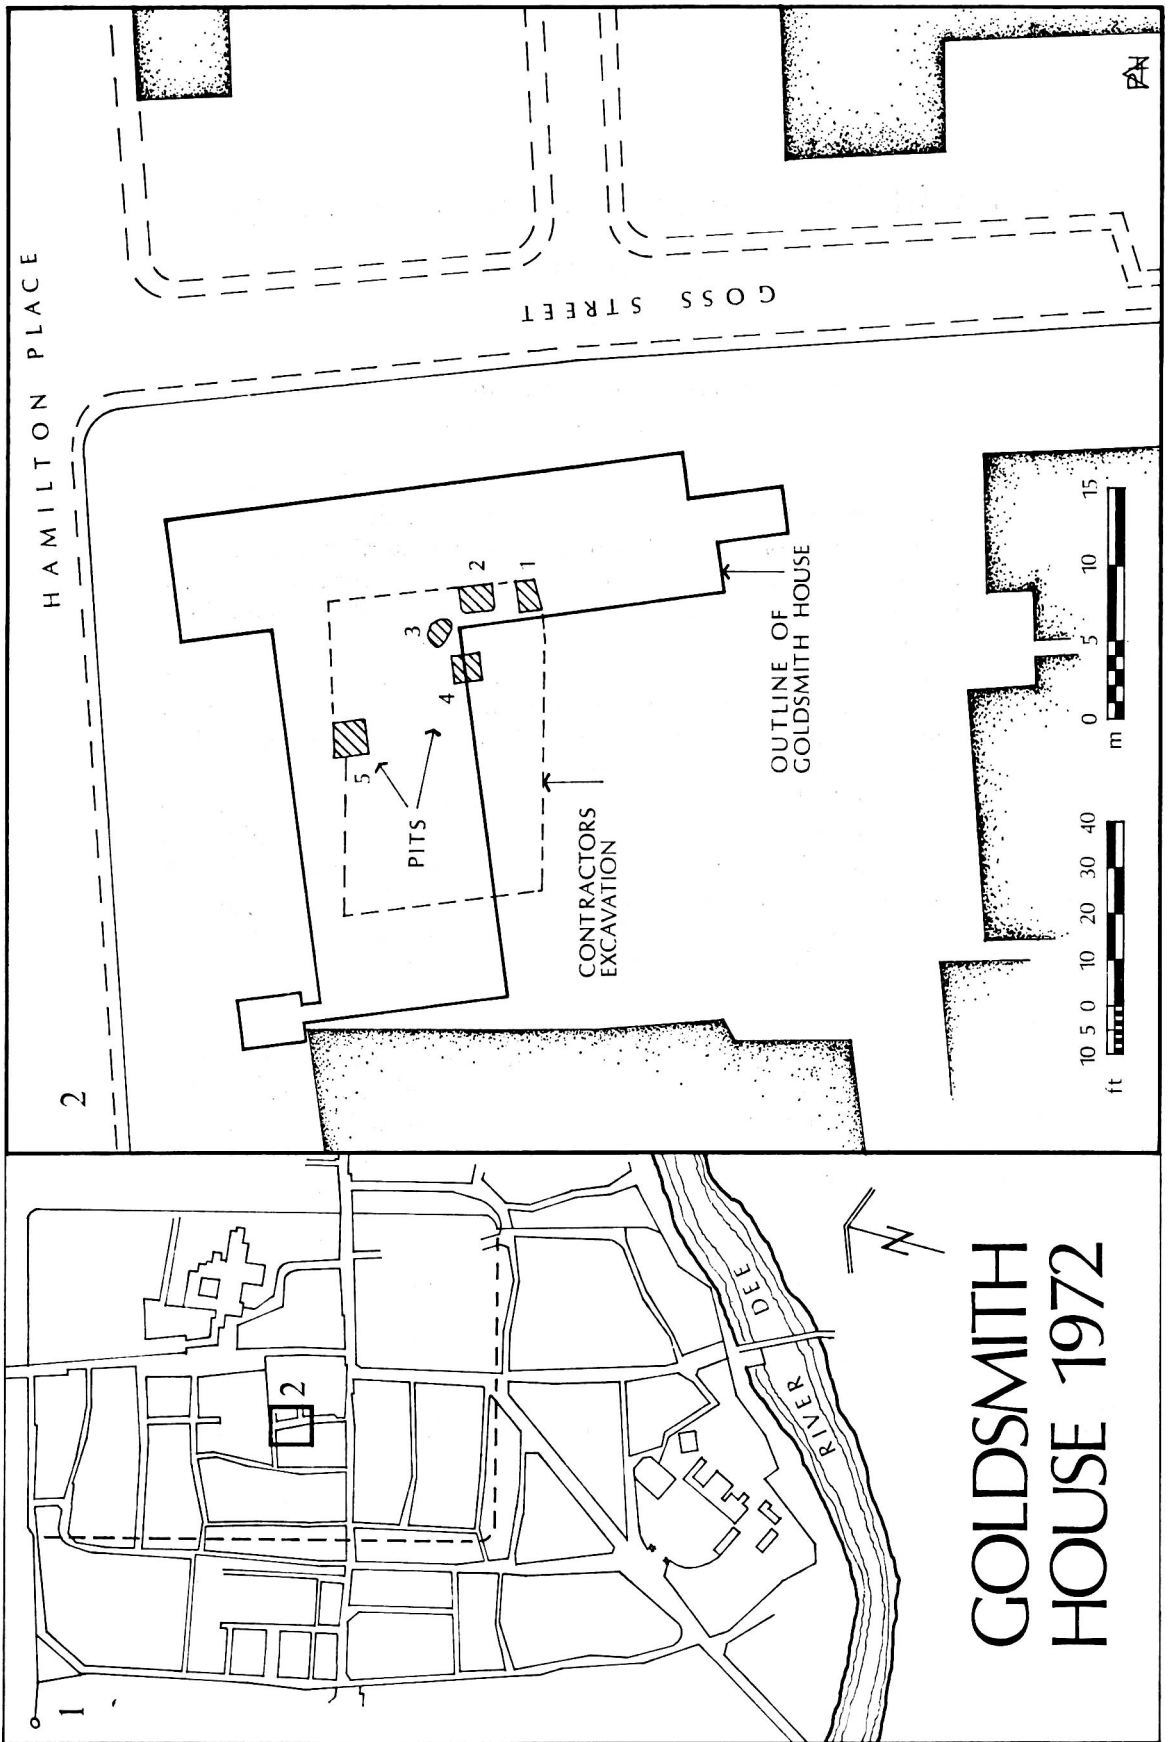 1
2
RIVER DEE
N
GOLDSMITH
HOUSE 1972
2
HAMILTON PLACE
GOSS STREET
PITS
5
4
3
2
1
CONTRACTORS
EXCAVATION
OUTLINE OF
GOLDSMITH HOUSE
ft 10 5 0 10 20 30 40
m 0 5 10 15